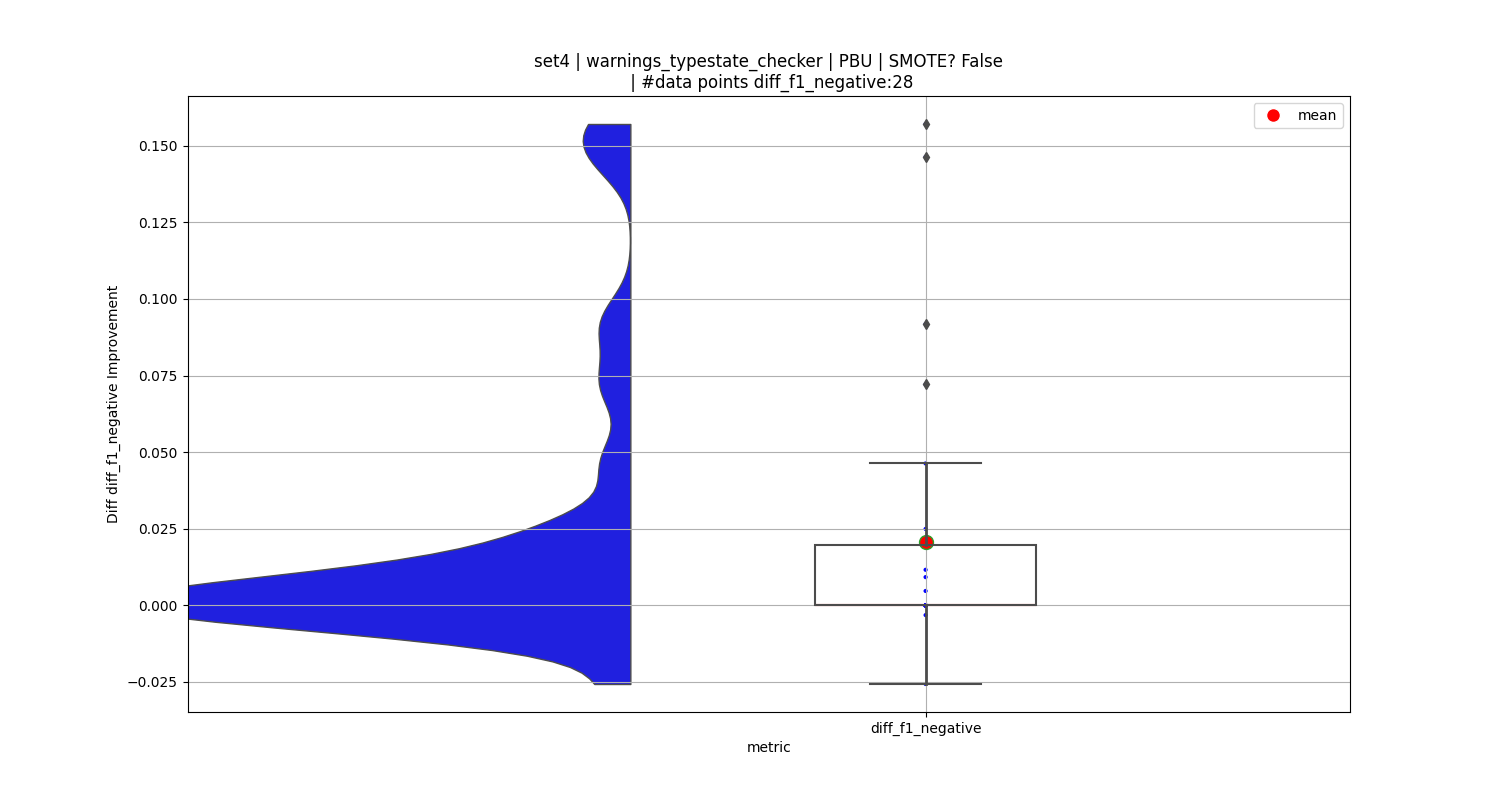 set4 | warnings_typestate_checker | PBU | SMOTE? False
| #data points diff_f1_negative:28
mean
0.150
0.125
0.100
0.075
0.050
0.025
0.000
−0.025
Diff diff_f1_negative Improvement
diff_f1_negative
metric